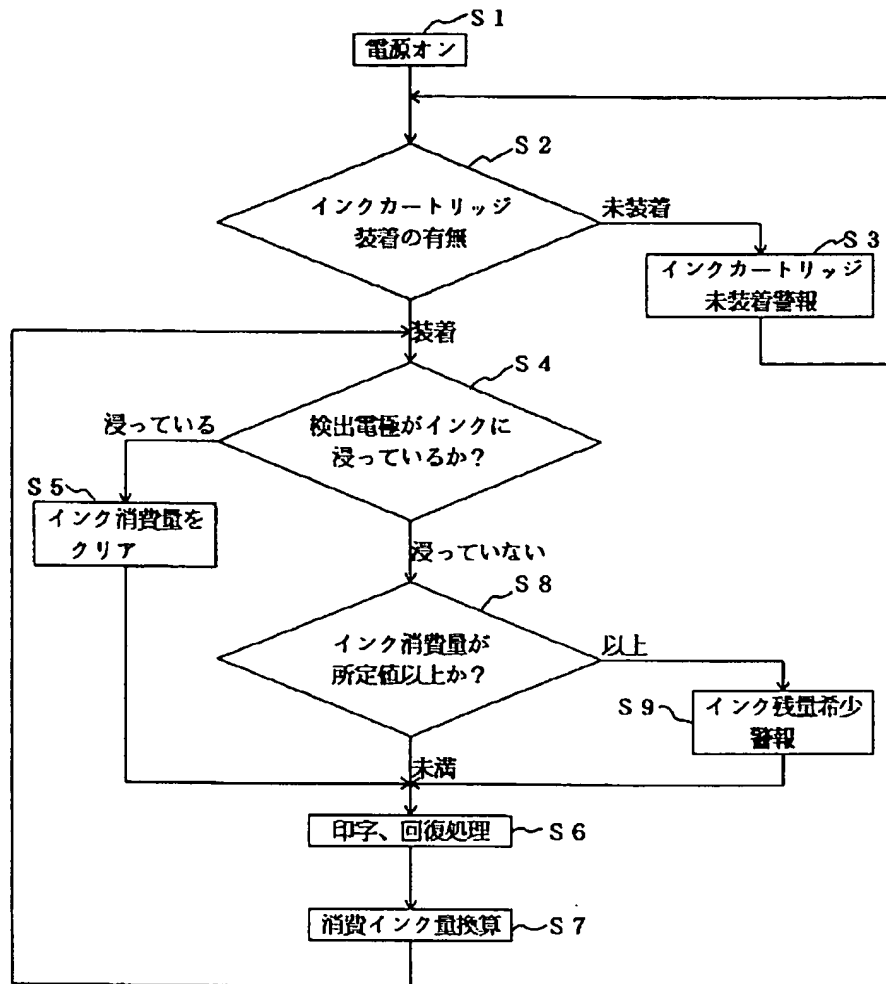 S1
電源オン
S2
インクカートリッジ
装着の有無
未装着
S3
インクカートリッジ
未装着警報
装着
S4
検出電極がインクに
浸っているか?
浸っている
S5
インク消費量を
クリア
浸っていない
S8
インク消費量が
所定値以上か?
以上
S9
インク残量希少
警報
未満
印字、回復処理
S6
消費インク量換算
S7